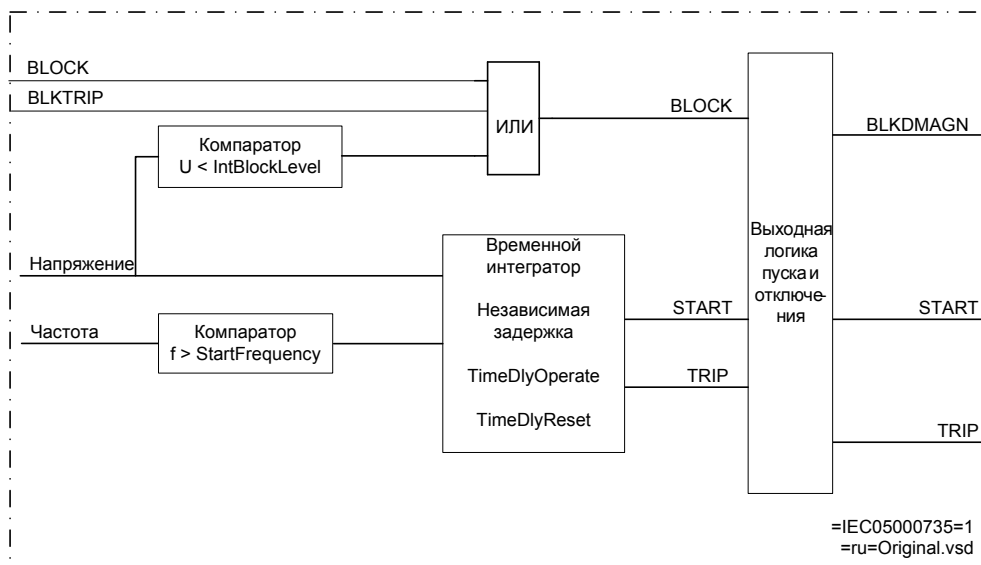 BLOCK
BLKTRIP
Компаратор
U < IntBlockLevel
ИЛИ
BLOCK
BLKDMAGN
Напряжение
Частота
Компаратор
f > StartFrequency
Временной
интегратор
Независимая
задержка
TimeDlyOperate
TimeDlyReset
START
TRIP
Выходная
логика
пуска и
отключе-
ния
START
TRIP
=IEC05000735=1
=ru=Original.vsd